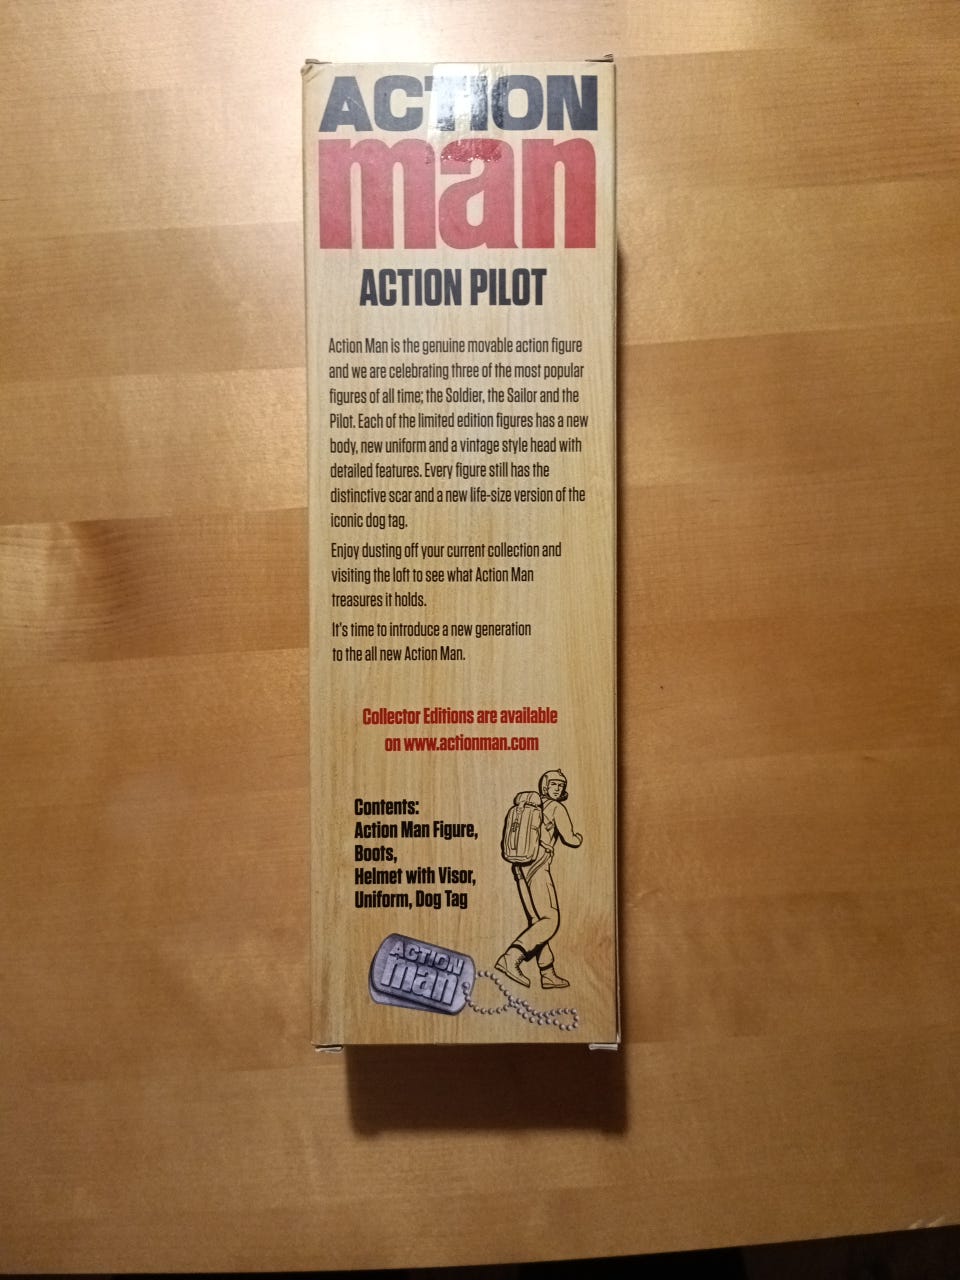 ACTION
man
ACTION PILOT
Action Man is the genuine movable action figure
and we are celebrating three of the most popular
figures of all time; the Soldier, the Sailor and the
Pilot. Each of the limited edition figures has a new
body, new uniform and a vintage style head with
detailed features. Every figure still has the
distinctive scar and a new life-size version of the
iconic dog tag.
Enjoy dusting off your current collection and
visiting the loft to see what Action Man
treasures it holds.
It's time to introduce a new generation
to the all new Action Man.
Collector Editions are available
on www.actionman.com
Contents:
Action Man Figure,
Boots,
Helmet with Visor,
Uniform, Dog Tag
ACTION
man